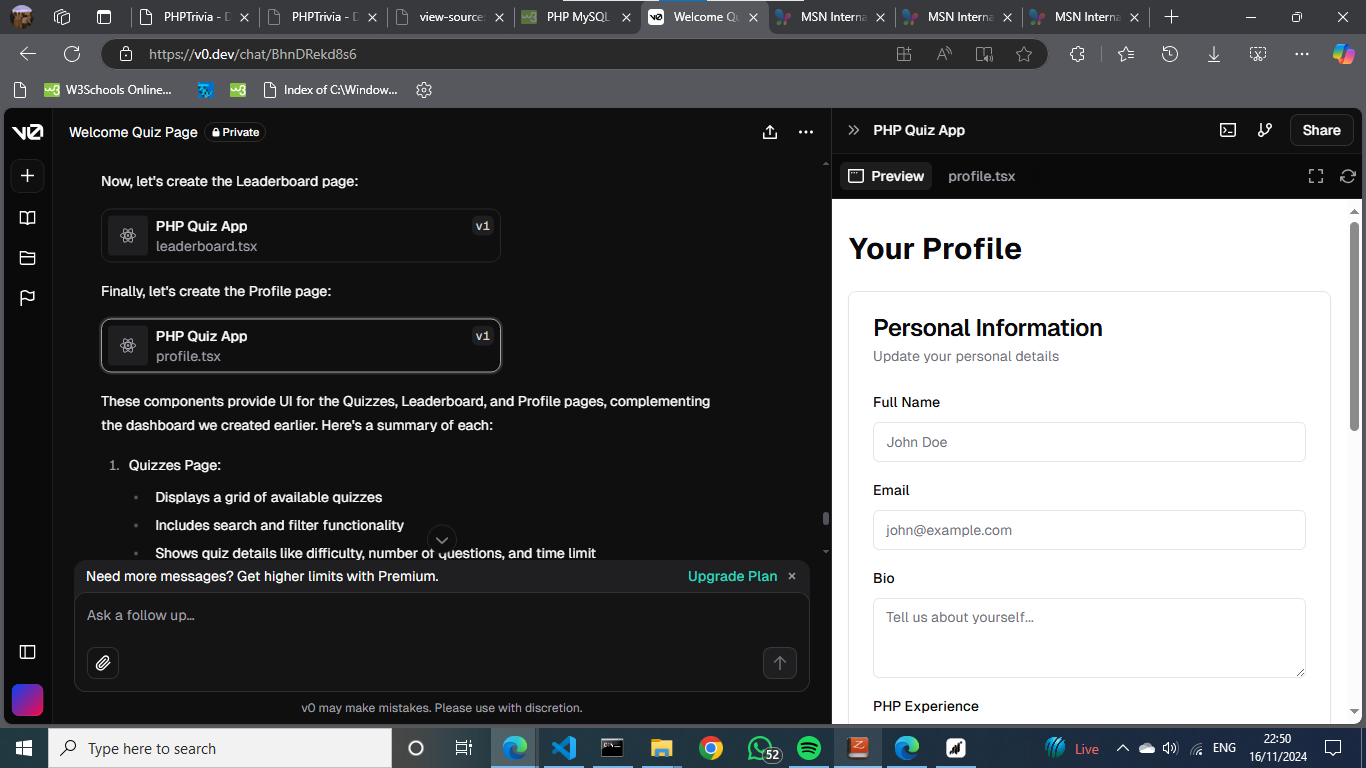 PHPTrivia - D
PHPTrivia - D
view-source:
PHP MySQL
Welcome Qu
MSN Interna
MSN Interna
MSN Interna
https://v0.dev/chat/BhnDRekd8s6
W3Schools Online...
Index of C:\Window...
Welcome Quiz Page
Private
Now, let's create the Leaderboard page:
PHP Quiz App
v1
leaderboard.tsx
Finally, let's create the Profile page:
PHP Quiz App
v1
profile.tsx
These components provide UI for the Quizzes, Leaderboard, and Profile pages, complementing
the dashboard we created earlier. Here's a summary of each:
1. Quizzes Page:
Displays a grid of available quizzes
Includes search and filter functionality
Shows quiz details like difficulty, number of questions, and time limit
Need more messages? Get higher limits with Premium.
Upgrade Plan
Ask a follow up...
v0 may make mistakes. Please use with discretion.
PHP Quiz App
Share
Preview
profile.tsx
Your Profile
Personal Information
Update your personal details
Full Name
John Doe
Email
john@example.com
Bio
Tell us about yourself...
PHP Experience
Type here to search
52
Live
ENG
22:50
16/11/2024